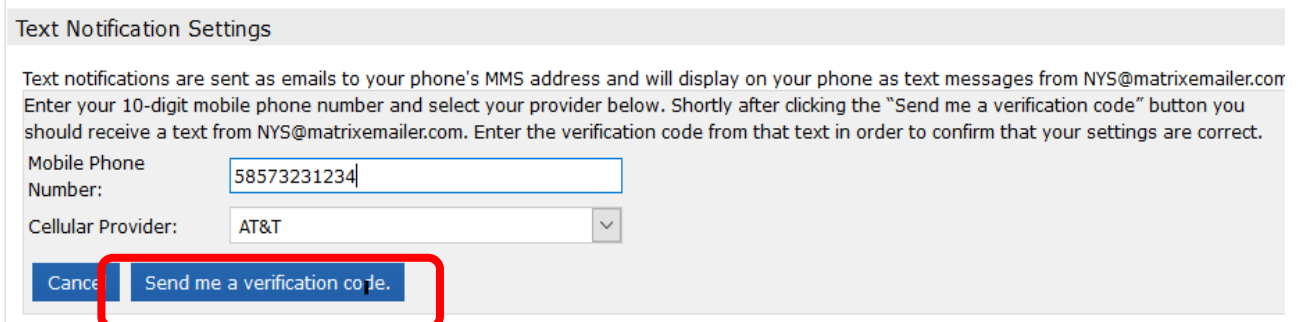 Text Notification Settings
Text notifications are sent as emails to your phone's MMS address and will display on your phone as text messages from NYS@matrixemailer.com
Enter your 10-digit mobile phone number and select your provider below. Shortly after clicking the “Send me a verification code” button you
should receive a text from NYS@matrixemailer.com. Enter the verification code from that text in order to confirm that your settings are correct.
Mobile Phone
Number:
58573231234
Cellular Provider:
AT&T
Cancel
Send me a verification code.